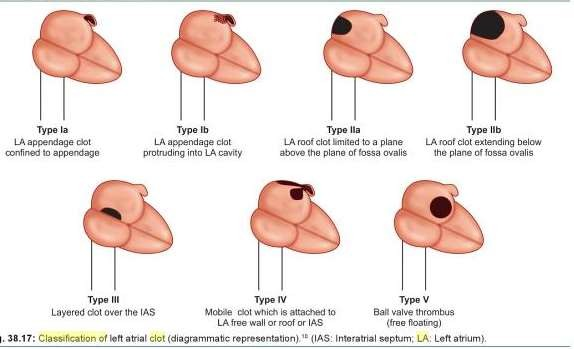 Type Ia
LA appendage clot
confined to appendage
Type Ib
LA appendage clot
protruding into LA cavity
Type IIa
LA roof clot limited to a plane
above the plane of fossa ovalis
Type IIb
LA roof clot extending below
the plane of fossa ovalis
Type III
Layered clot over the IAS
Type IV
Mobile clot which is attached to
LA free wall or roof or IAS
Type V
Ball valve thrombus
(free floating)
. 38.17: Classification of left atrial clot (diagrammatic representation). (IAS: Interatrial septum; LA: Left atrium).